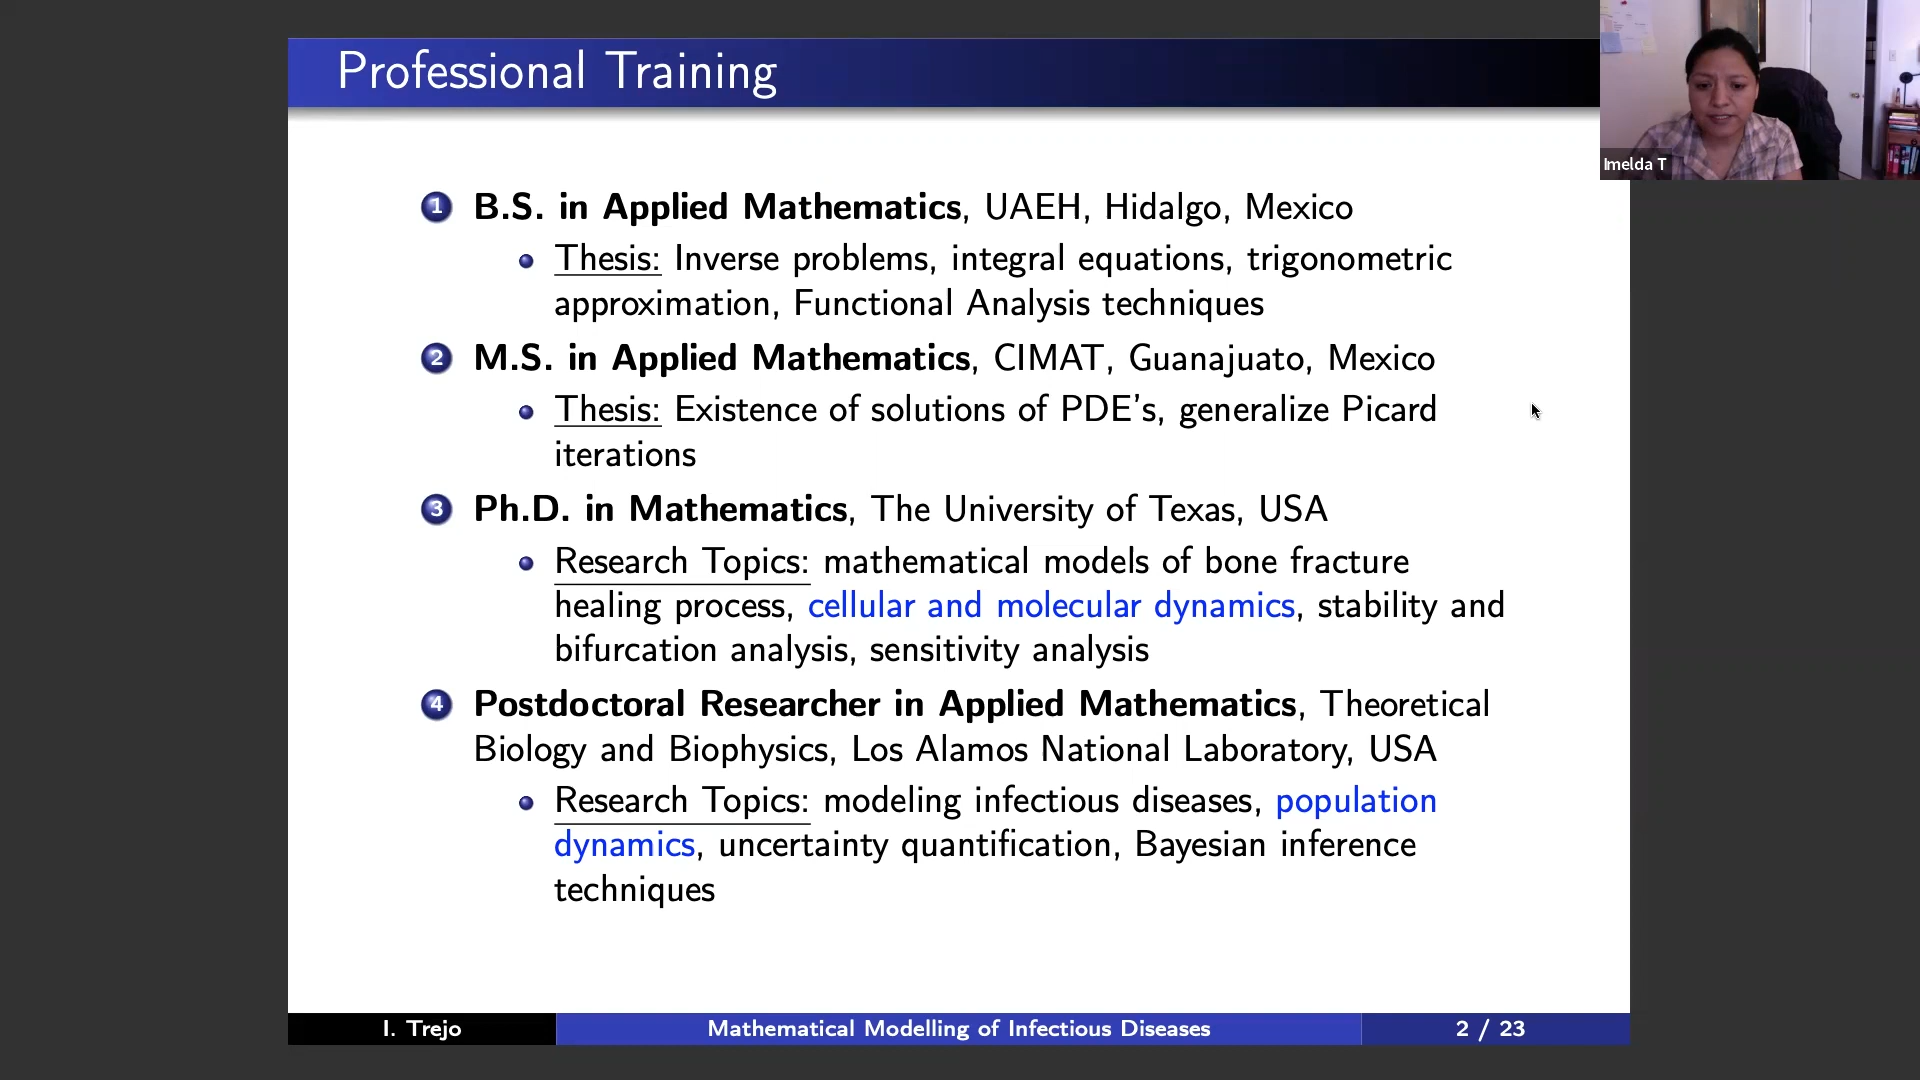 Professional Training
Imelda T
1 B.S. in Applied Mathematics, UAEH, Hidalgo, Mexico
Thesis: Inverse problems, integral equations, trigonometric
approximation, Functional Analysis techniques
2 M.S. in Applied Mathematics, CIMAT, Guanajuato, Mexico
Thesis: Existence of solutions of PDE's, generalize Picard
iterations
3 Ph.D. in Mathematics, The University of Texas, USA
Research Topics: mathematical models of bone fracture
healing process, cellular and molecular dynamics, stability and
bifurcation analysis, sensitivity analysis
4 Postdoctoral Researcher in Applied Mathematics, Theoretical
Biology and Biophysics, Los Alamos National Laboratory, USA
Research Topics: modeling infectious diseases, population
dynamics, uncertainty quantification, Bayesian inference
techniques
I. Trejo
Mathematical Modelling of Infectious Diseases
2 / 23